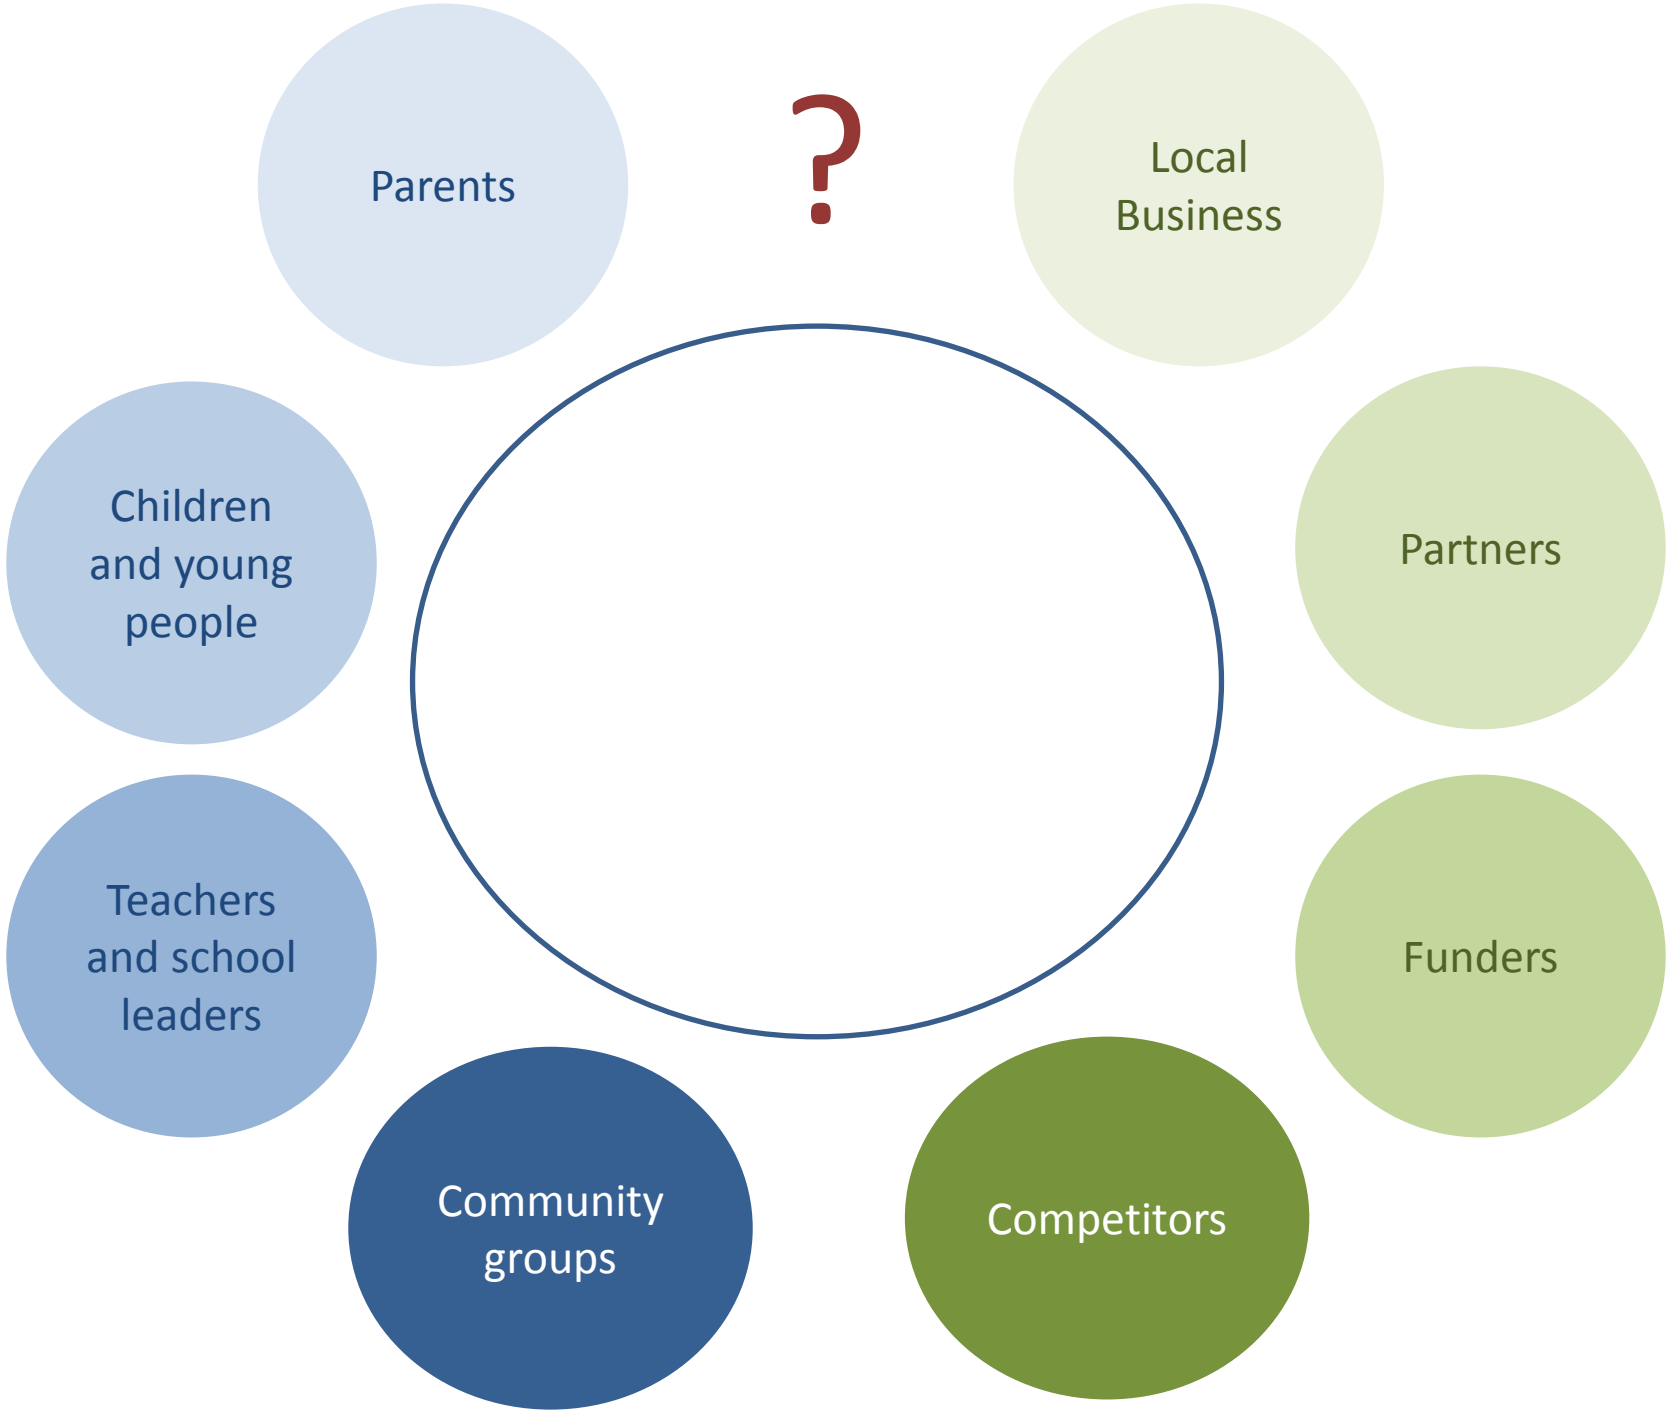 Parents
?
Local
Business
Children
and young
people
Partners
Teachers
and school
leaders
Funders
Community
groups
Competitors